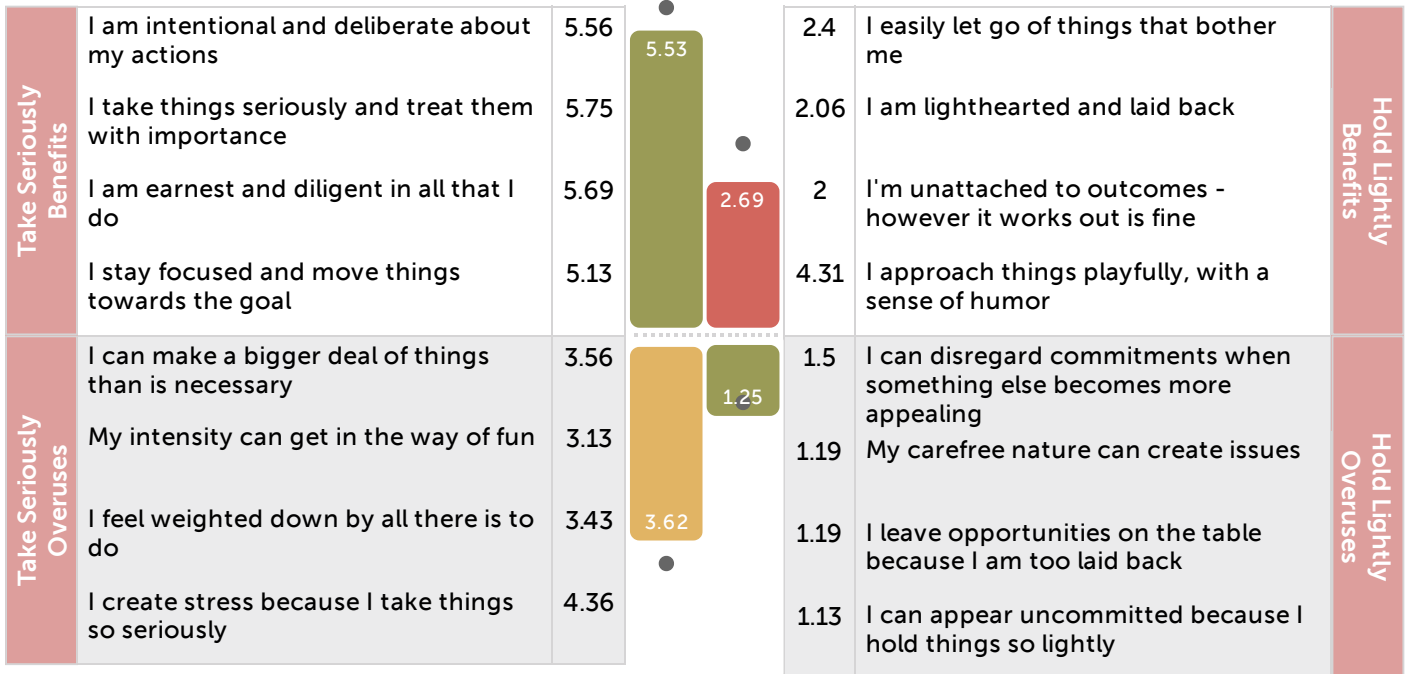 Take Seriously
Benefits
I am intentional and deliberate about
my actions
5.56
I take things seriously and treat them
with importance
5.75
I am earnest and diligent in all that I
do
5.69
I stay focused and move things
towards the goal
5.13
5.53
2.69
2.4
I easily let go of things that bother
me
2.06
I am lighthearted and laid back
2
I'm unattached to outcomes -
however it works out is fine
4.31
I approach things playfully, with a
sense of humor
Hold Lightly
Benefits
Take Seriously
Overuses
I can make a bigger deal of things
than is necessary
3.56
My intensity can get in the way of fun
3.13
I feel weighted down by all there is to
do
3.43
I create stress because I take things
so seriously
4.36
3.62
1.25
1.5
I can disregard commitments when
something else becomes more
appealing
1.19
My carefree nature can create issues
1.19
I leave opportunities on the table
because I am too laid back
1.13
I can appear uncommitted because I
hold things so lightly
Hold Lightly
Overuses